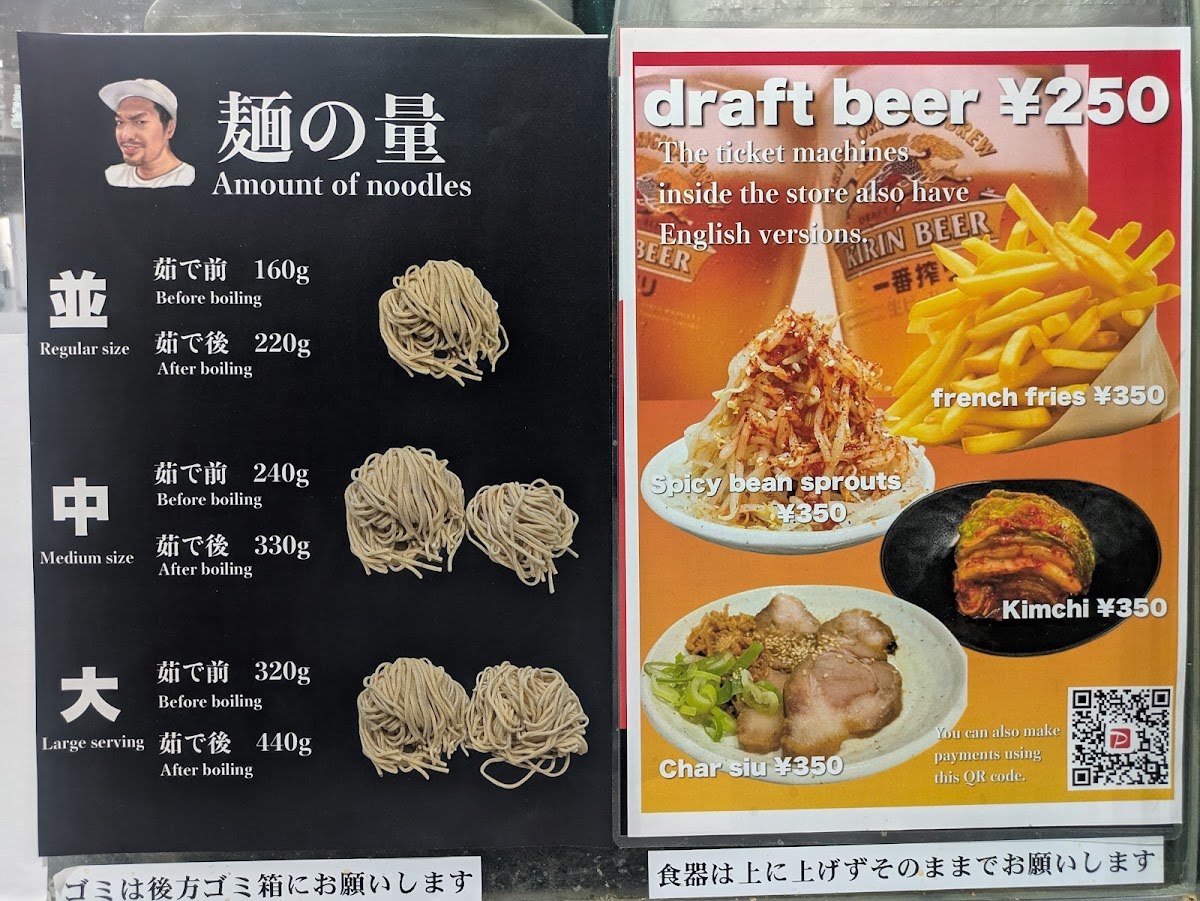 麺の量
Amount of noodles
並
Regular size
茹で前 160g
Before boiling
茹で後 220g
After boiling
中
Medium size
茹で前 240g
Before boiling
茹で後 330g
After boiling
大
Large serving
茹で前 320g
Before boiling
茹で後 440g
After boiling
ゴミは後方ゴミ箱にお願いします
draft beer ¥250
The ticket machines
inside the store also have
English versions.
BEER
KIRIN BEER
一番搾り
french fries ¥350
Spicy bean sprouts
¥350
Kimchi ¥350
Char siu ¥350
You can also make
payments using
this QR code.
食器は上に上げずそのままでお願いします